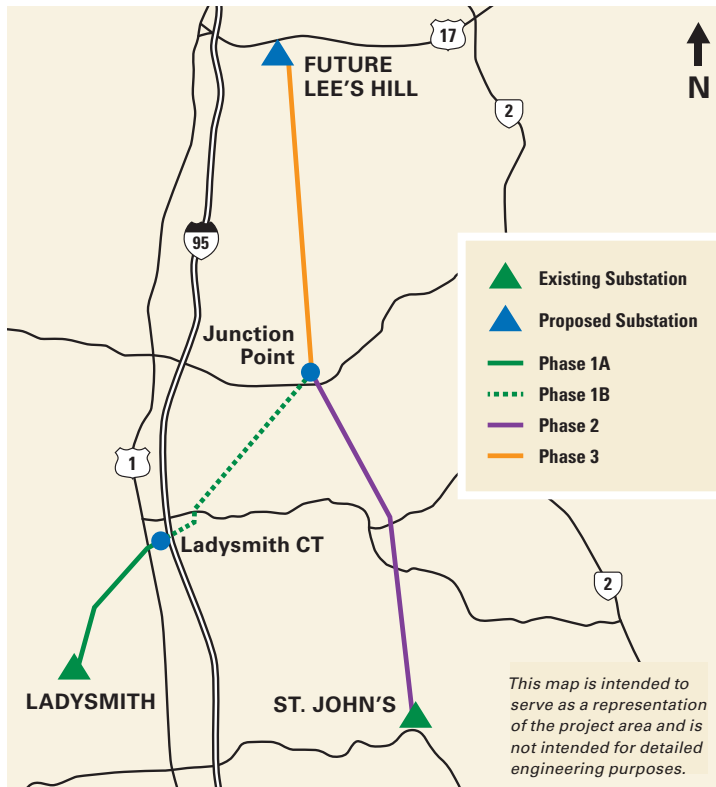 17
FUTURE
LEE'S HILL
N
2
95
Existing Substation
Proposed Substation
Junction
Point
Phase 1A
Phase 1B
Phase 2
Phase 3
1
Ladysmith CT
2
LADYSMITH
ST. JOHN'S
This map is intended to
serve as a representation
of the project area and is
not intended for detailed
engineering purposes.